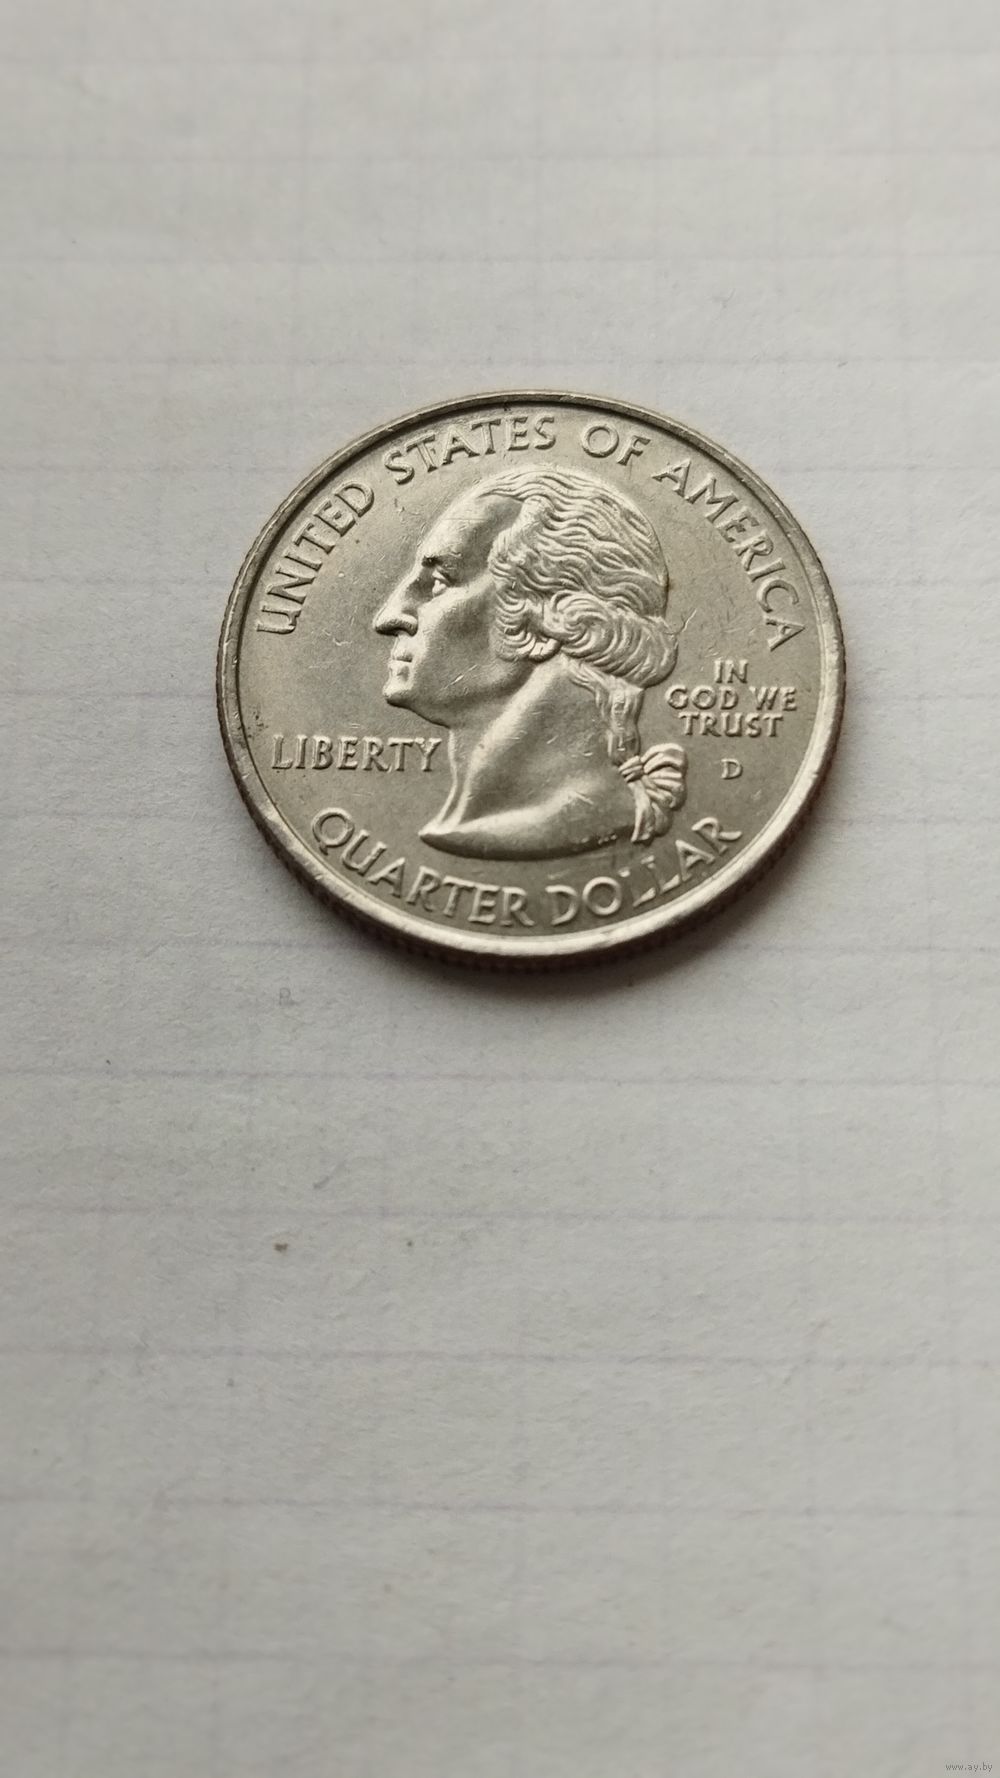 UNITED STATES OF AMERICA
LIBERTY
IN
GOD WE
TRUST
D
QUARTER DOLLAR
www.ay.by